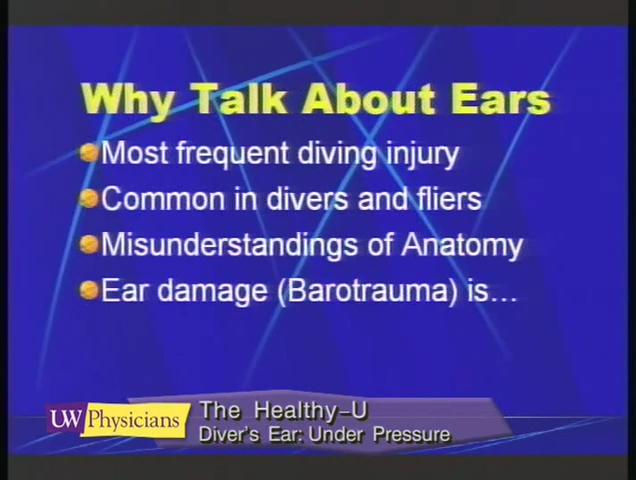 Why Talk About Ears
Most frequent diving injury
Common in divers and fliers
Misunderstandings of Anatomy
Ear damage (Barotrauma) is...
UW Physicians
The Healthy-U
Diver's Ear: Under Pressure